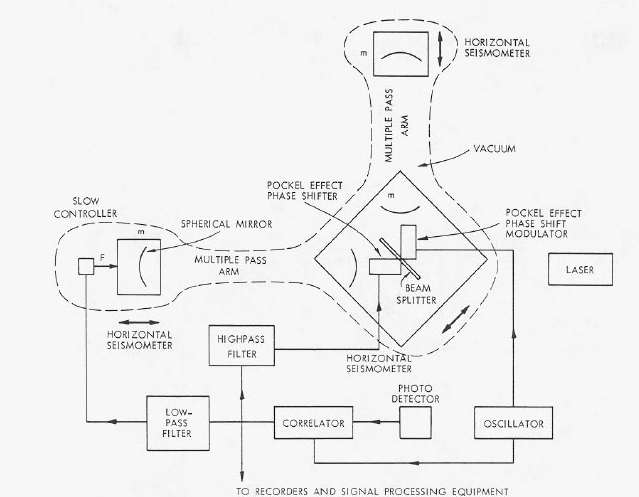 m
HORIZONTAL
SEISMOMETER
MULTIPLE PASS
ARM
VACUUM
POCKEL EFFECT
PHASE SHIFTER
m
SLOW
CONTROLLER
SPHERICAL MIRROR
POCKEL EFFECT
PHASE SHIFT
MODULATOR
m
F
MULTIPLE PASS
ARM
LASER
BEAM
SPLITTER
HORIZONTAL
SEISMOMETER
HIGHPASS
FILTER
HORIZONTAL
SEISMOMETER
PHOTO
DETECTOR
LOW-
PASS
FILTER
CORRELATOR
OSCILLATOR
TO RECORDERS AND SIGNAL PROCESSING EQUIPMENT